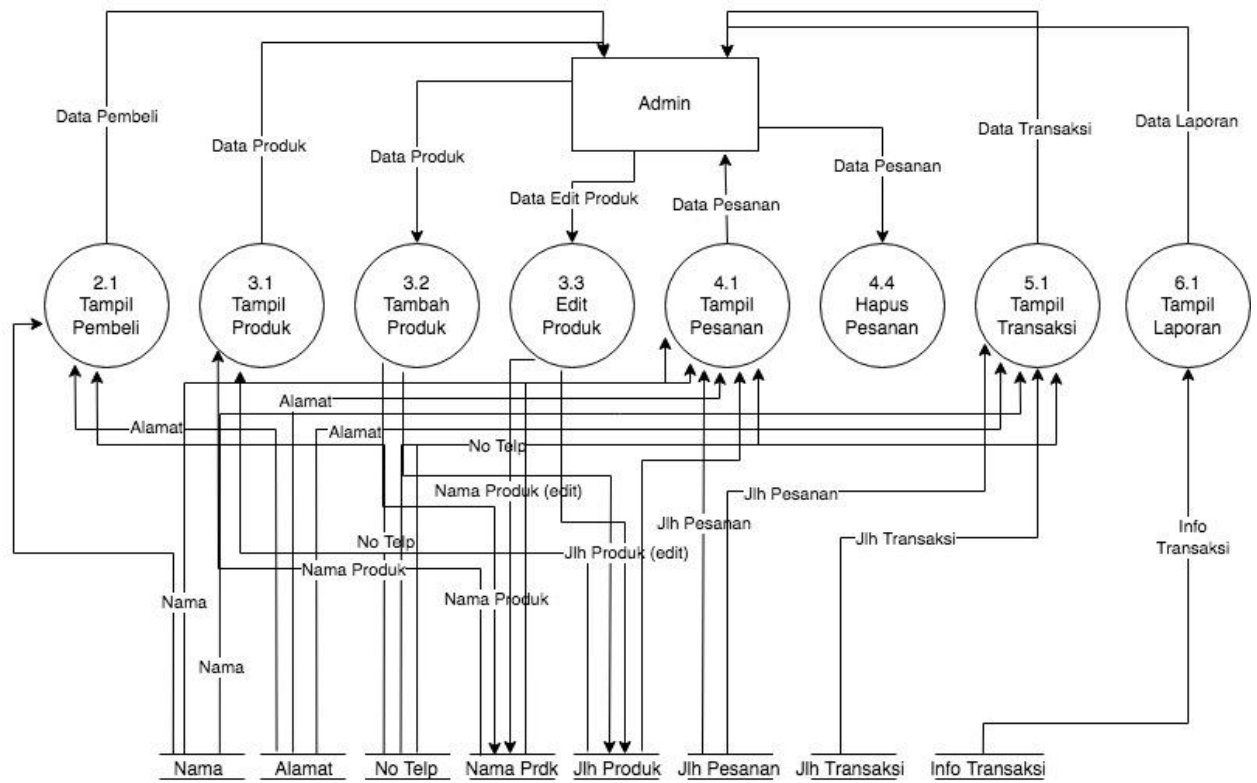 Admin
Data Pembeli
Data Produk
Data Produk
Data Edit Produk
Data Pesanan
Data Pesanan
Data Transaksi
Data Laporan
2.1
Tampil
Pembeli
3.1
Tampil
Produk
3.2
Tambah
Produk
3.3
Edit
Produk
4.1
Tampil
Pesanan
4.4
Hapus
Pesanan
5.1
Tampil
Transaksi
6.1
Tampil
Laporan
Alamat
Alamat
Alamat
No Telp
Nama Produk (edit)
Jlh Pesanan
Jlh Pesanan
No Telp
Jlh Produk (edit)
Jlh Transaksi
Info
Transaksi
Nama Produk
Nama Produk
Nama
Nama
Nama
Alamat
No Telp
Nama Prdk
Jlh Produk
Jlh Pesanan
Jlh Transaksi
Info Transaksi